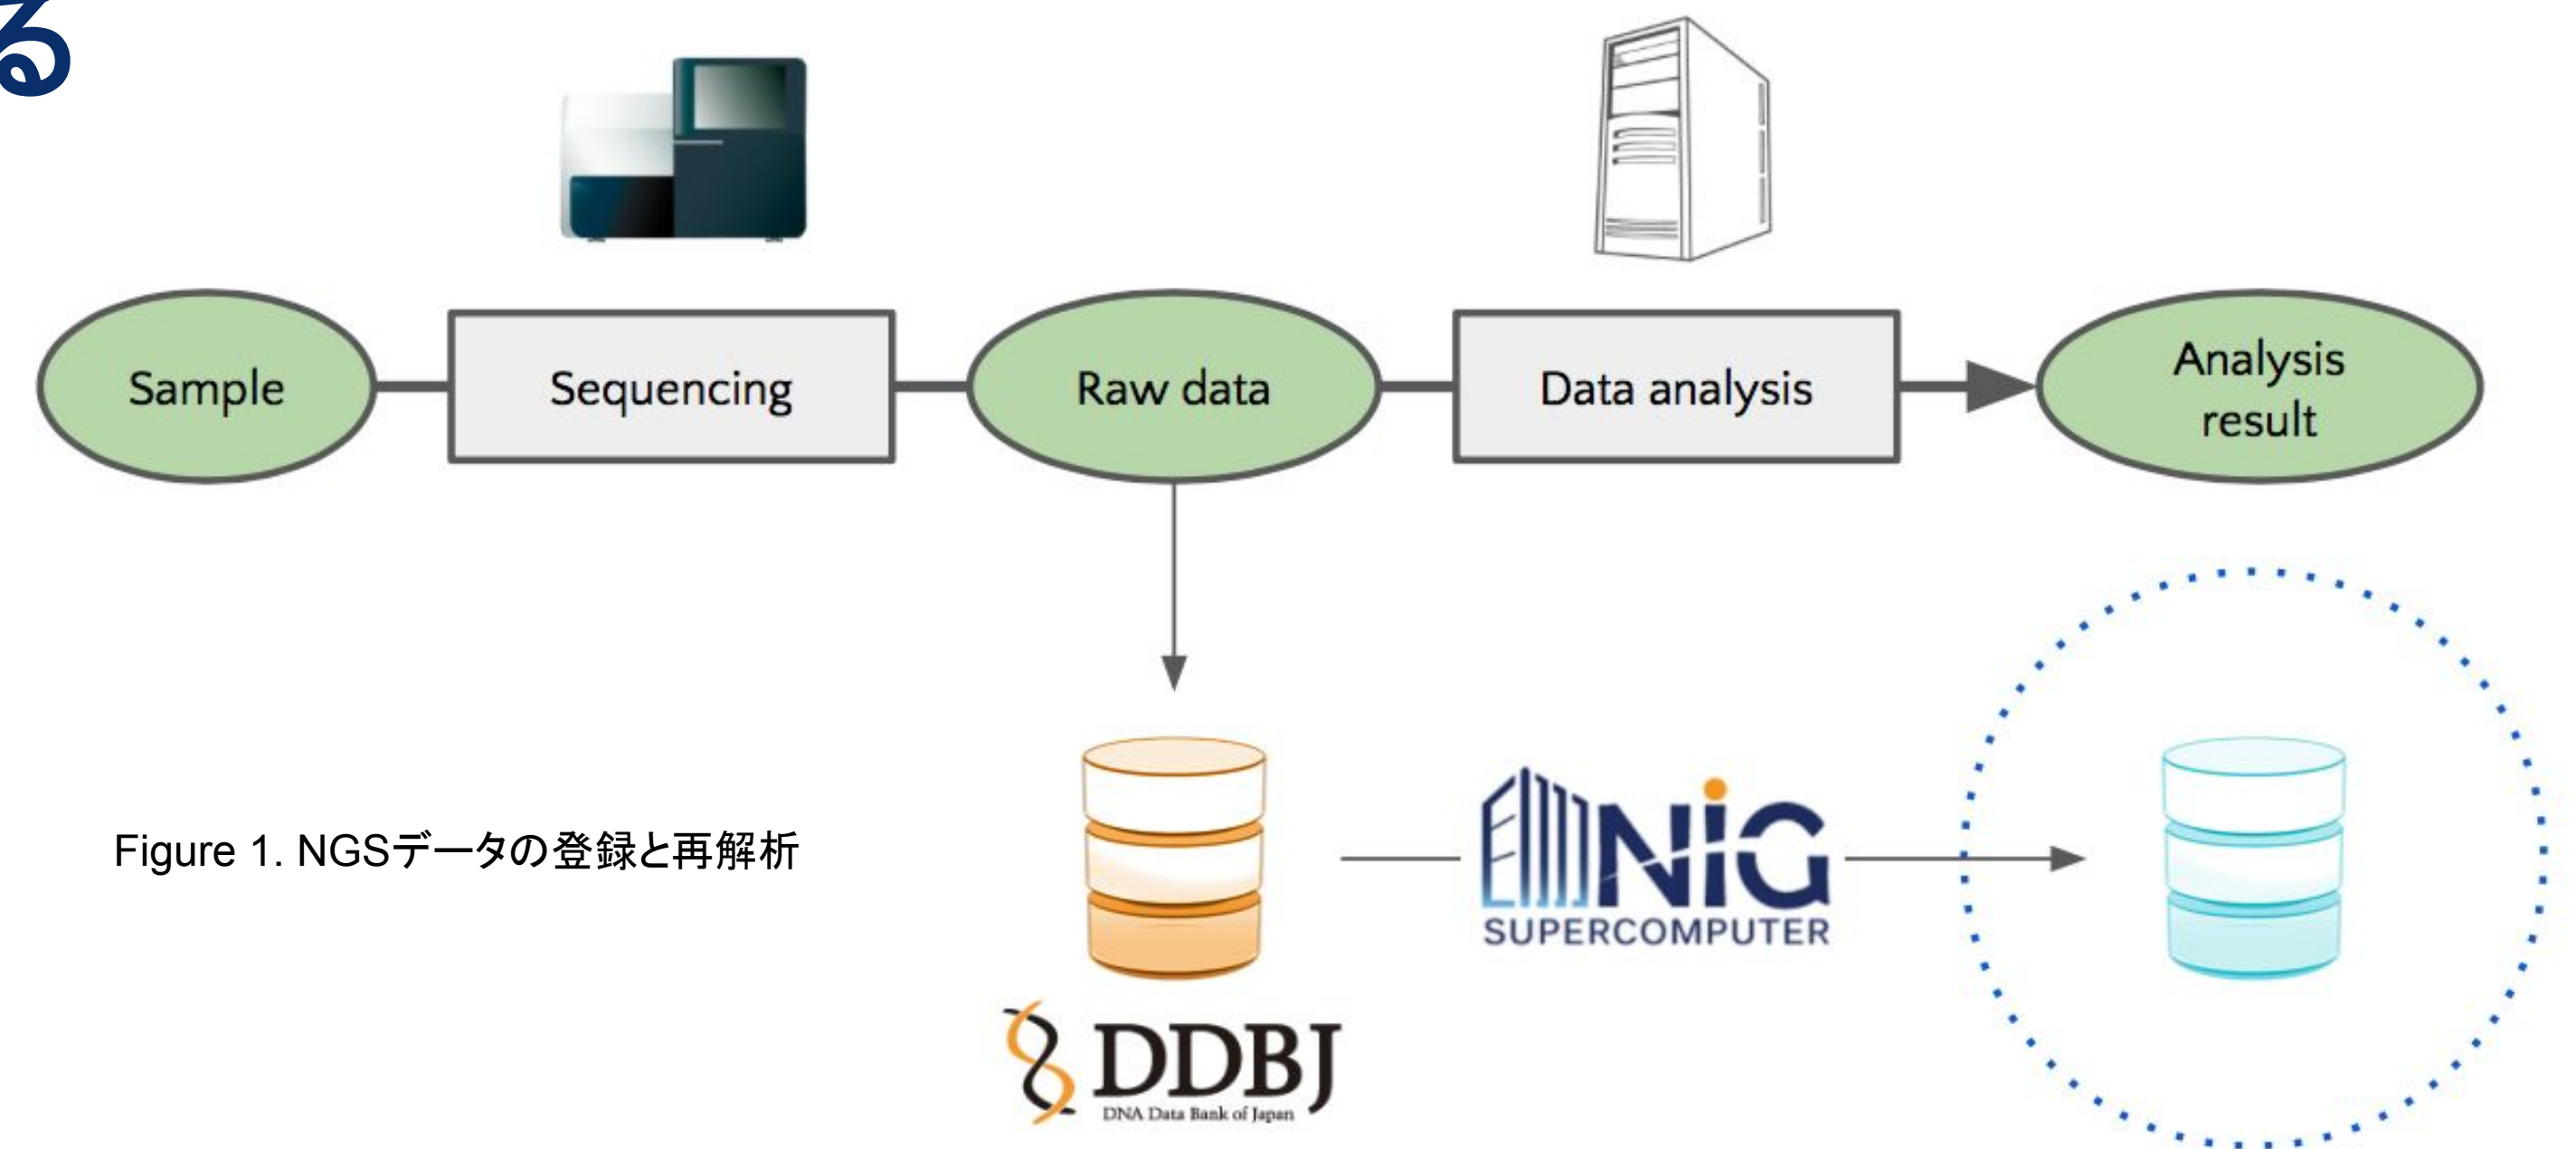 る
Sample
Sequencing
Raw data
Data analysis
Analysis
result
Figure 1. NGSデータの登録と再解析
NIG
SUPERCOMPUTER
DDBJ
DNA Data Bank of Japan